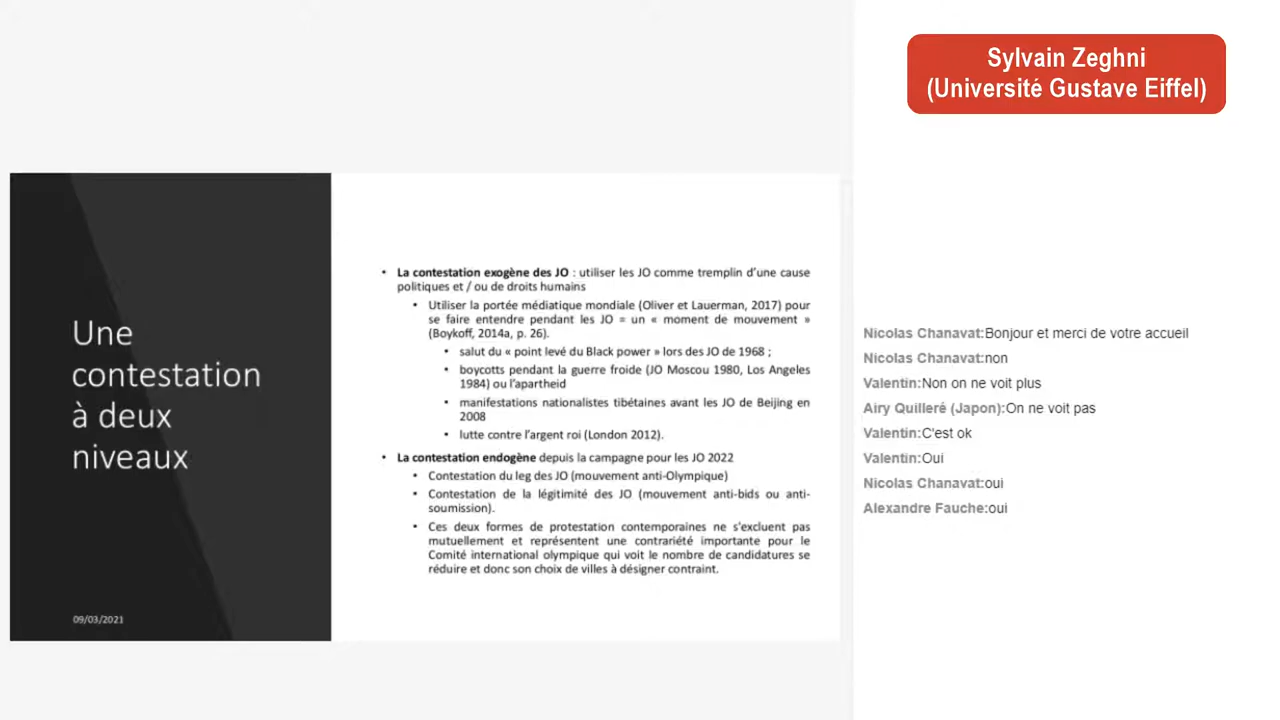 Sylvain Zeghni
(Université Gustave Eiffel)
Une
contestation
à deux
niveaux
09/03/2021
• La contestation exogène des JO : utiliser les JO comme tremplin d'une cause
politiques et / ou de droits humains
• Utiliser la portée médiatique mondiale (Oliver et Lauerman, 2017) pour
se faire entendre pendant les JO = un « moment de mouvement »
(Boykoff, 2014a, p. 26).
• salut du « point levé du Black power » lors des JO de 1968 ;
• boycotts pendant la guerre froide (JO Moscou 1980, Los Angeles
1984) ou l'apartheid
• manifestations nationalistes tibétaines avant les JO de Beijing en
2008
• lutte contre l'argent roi (London 2012).
• La contestation endogène depuis la campagne pour les JO 2022
• Contestation du leg des JO (mouvement anti-Olympique)
• Contestation de la légitimité des JO (mouvement anti-bids ou anti-
soumission).
• Ces deux formes de protestation contemporaines ne s'excluent pas
mutuellement et représentent une contrariété importante pour le
Comité international olympique qui voit le nombre de candidatures se
réduire et donc son choix de villes à désigner contraint.
Nicolas Chanavat:Bonjour et merci de votre accueil
Nicolas Chanavat:non
Valentin:Non on ne voit plus
Airy Quilleré (Japon):On ne voit pas
Valentin:C'est ok
Valentin:Oui
Nicolas Chanavat:oui
Alexandre Fauche:oui